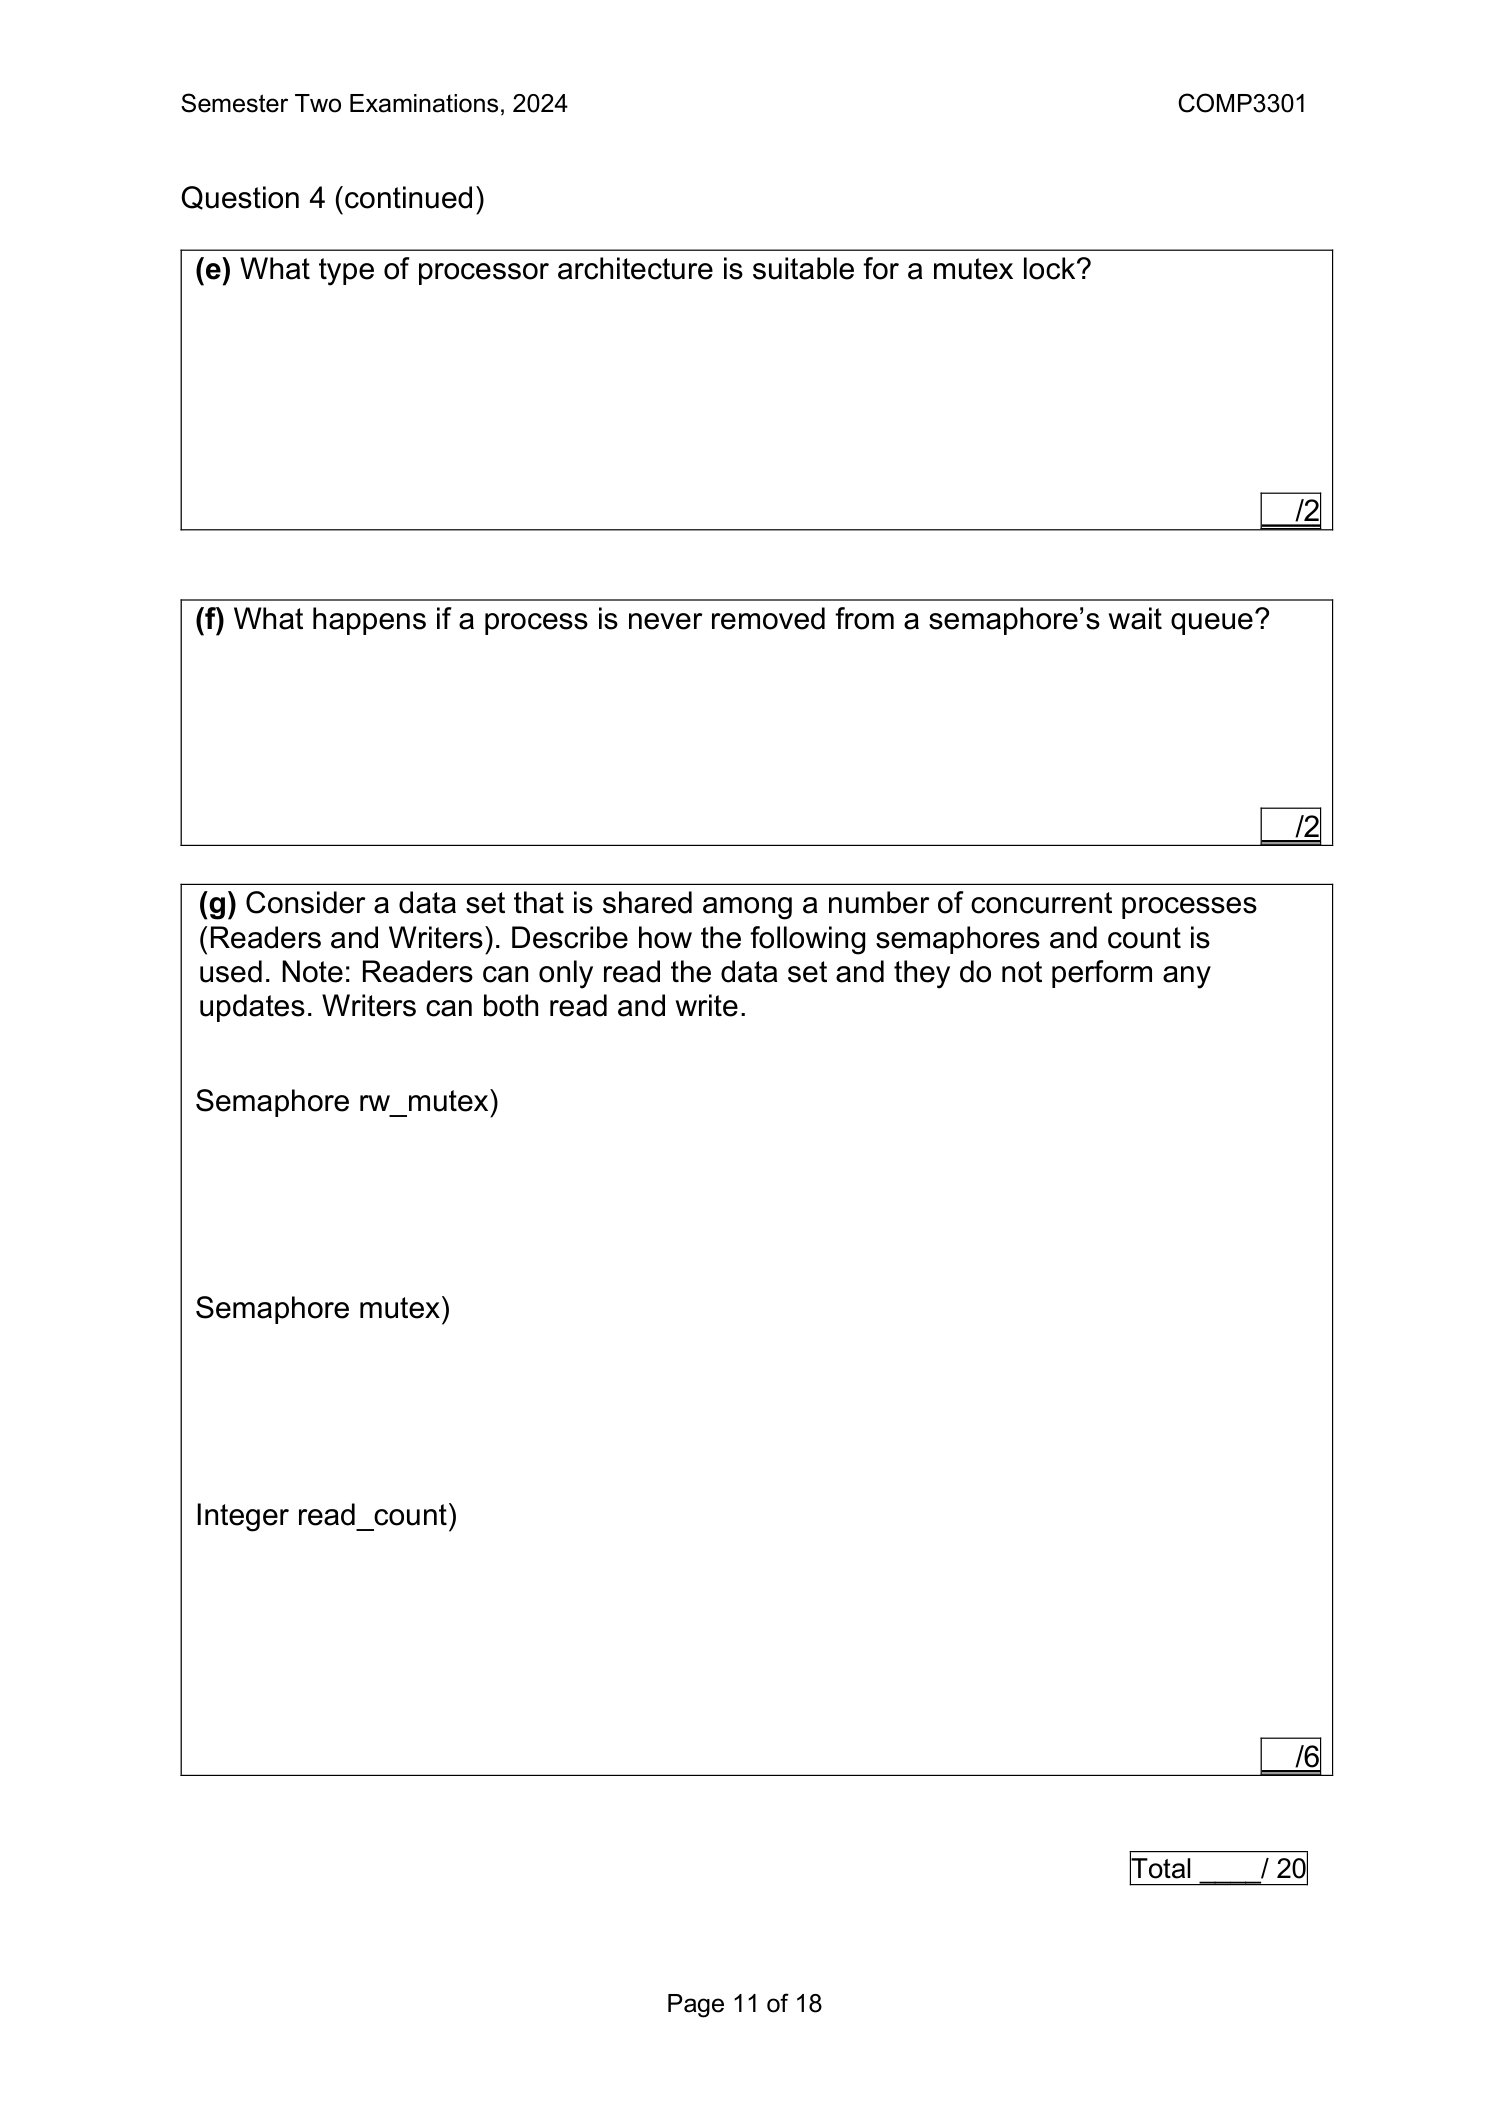 Semester Two Examinations, 2024 COMP3301
Question 4 (continued)
(e) What type of processor architecture is suitable for a mutex lock?
/2
(f) What happens if a process is never removed from a semaphore’s wait queue?
/2
(g) Consider a data set that is shared among a number of concurrent processes
(Readers and Writers). Describe how the following semaphores and count is
used. Note: Readers can only read the data set and they do not perform any
updates. Writers can both read and write.
Semaphore rw_mutex)
Semaphore mutex)
Integer read_count)
/6
Total ____/ 20
Page 11 of 18